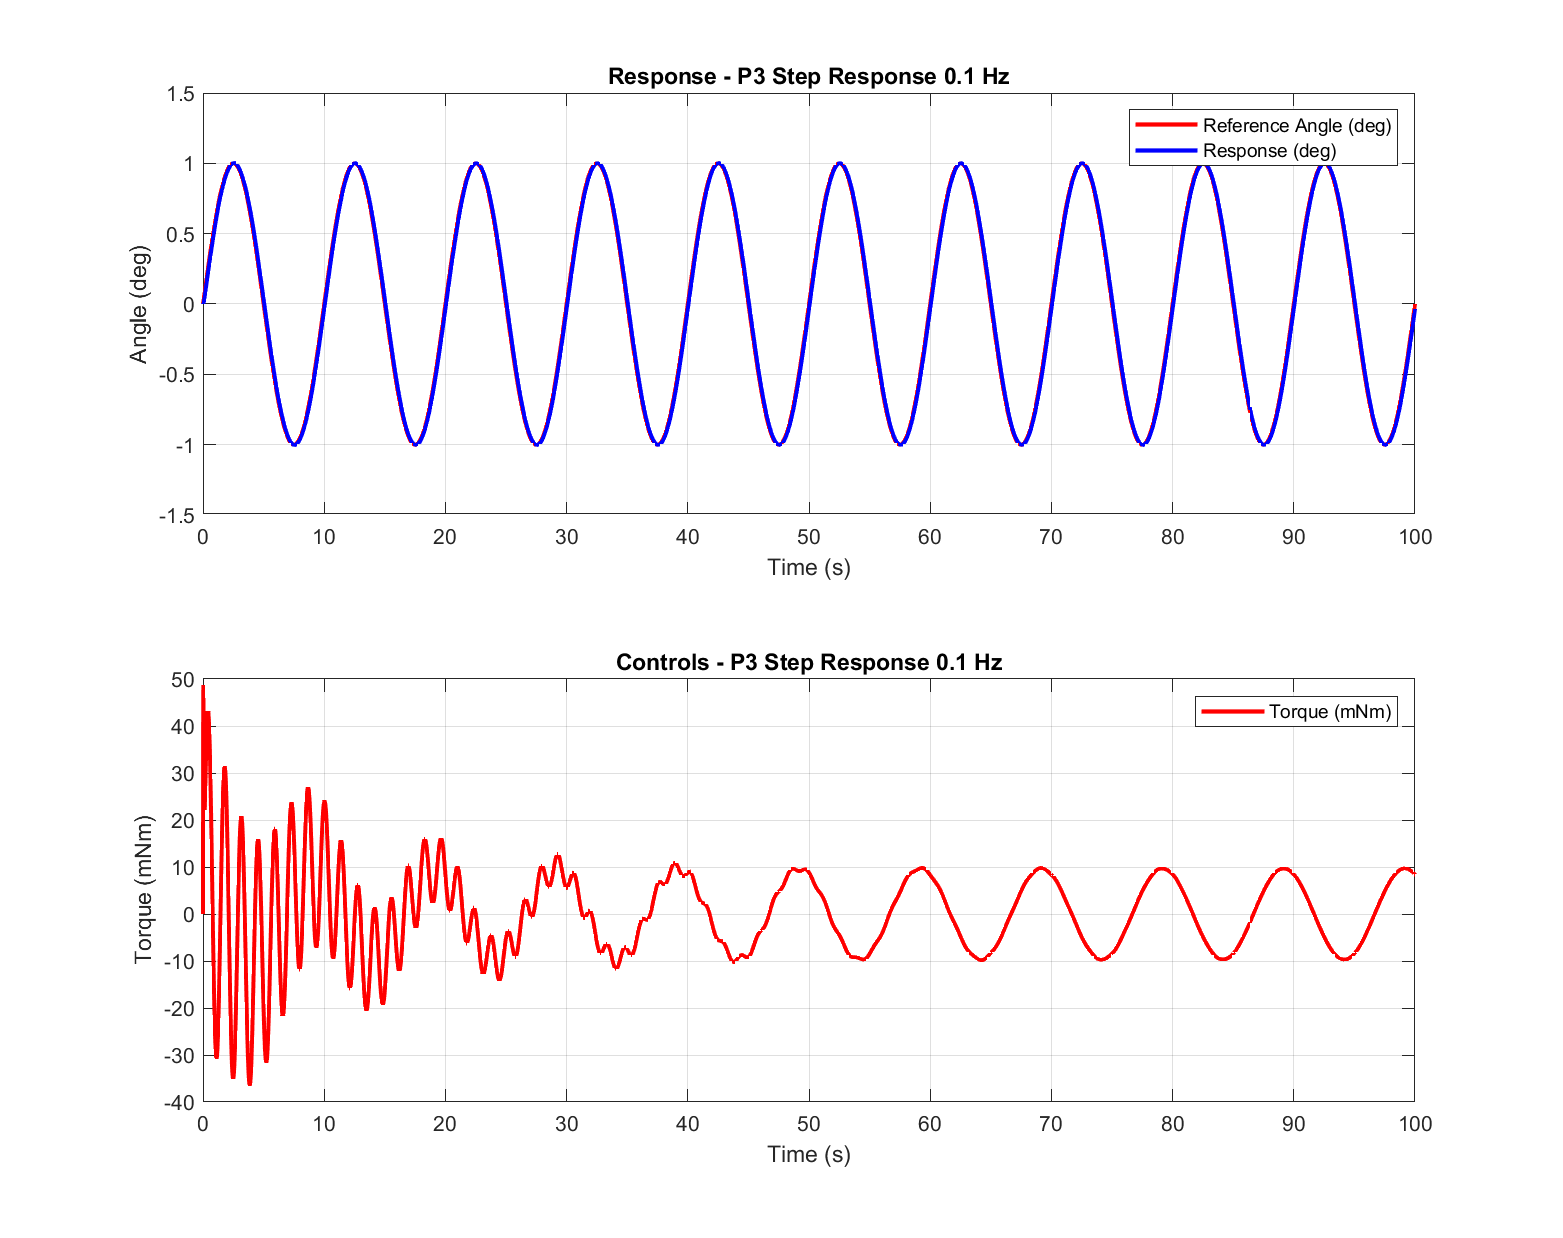 Response - P3 Step Response 0.1 Hz
1.5
1
0.5
0
-0.5
-1
-1.5
Angle (deg)
Reference Angle (deg)
Response (deg)
0 10 20 30 40 50 60 70 80 90 100
Time (s)
Controls - P3 Step Response 0.1 Hz
50
40
30
20
10
0
-10
-20
-30
-40
Torque (mNm)
Torque (mNm)
0 10 20 30 40 50 60 70 80 90 100
Time (s)